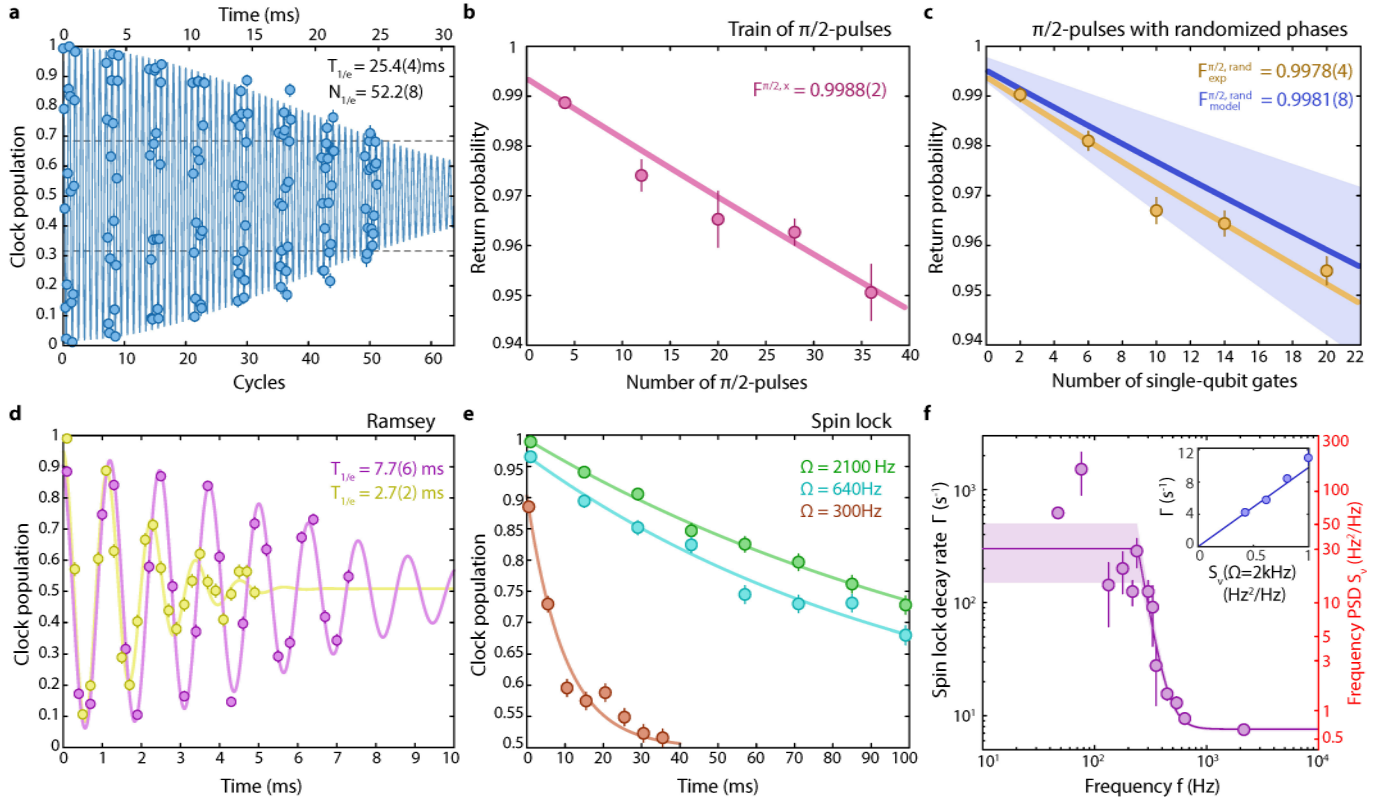 a
Time (ms)
0 5 10 15 20 25 30
T1/e = 25.4(4)ms
N1/e = 52.2(8)
Clock population
1
0.9
0.8
0.7
0.6
0.5
0.4
0.3
0.2
0.1
0
0 10 20 30 40 50 60
Cycles
b
Train of π/2-pulses
F^π/2, x = 0.9988(2)
Return probability
1
0.99
0.98
0.97
0.96
0.95
0.94
0 5 10 15 20 25 30 35 40
Number of π/2-pulses
c
π/2-pulses with randomized phases
F_exp^π/2, rand = 0.9978(4)
F_model^π/2, rand = 0.9981(8)
Return probability
1
0.99
0.98
0.97
0.96
0.95
0.94
0 2 4 6 8 10 12 14 16 18 20 22
Number of single-qubit gates
d
Ramsey
T1/e = 7.7(6) ms
T1/e = 2.7(2) ms
Clock population
1
0.9
0.8
0.7
0.6
0.5
0.4
0.3
0.2
0.1
0
0 1 2 3 4 5 6 7 8 9 10
Time (ms)
e
Spin lock
Ω = 2100 Hz
Ω = 640Hz
Ω = 300Hz
Clock population
1
0.95
0.9
0.85
0.8
0.75
0.7
0.65
0.6
0.55
0.5
0 10 20 30 40 50 60 70 80 90 100
Time (ms)
f
Spin lock decay rate Γ (s⁻¹)
10³
10²
10¹
10¹ 10² 10³ 10⁴
Frequency f (Hz)
Frequency PSD Sν (Hz²/Hz)
300
100
50
30
10
5
3
1
0.5
Γ (s⁻¹)
12
8
4
0
0 1
Sν(Ω=2kHz)
(Hz²/Hz)